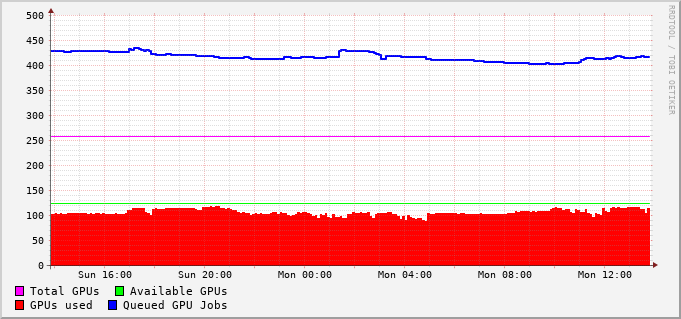 RRDTOOL / TOBI OETIKER
500
450
400
350
300
250
200
150
100
50
0
Sun 16:00 Sun 20:00 Mon 00:00 Mon 04:00 Mon 08:00 Mon 12:00
Total GPUs Available GPUs
GPUs used Queued GPU Jobs